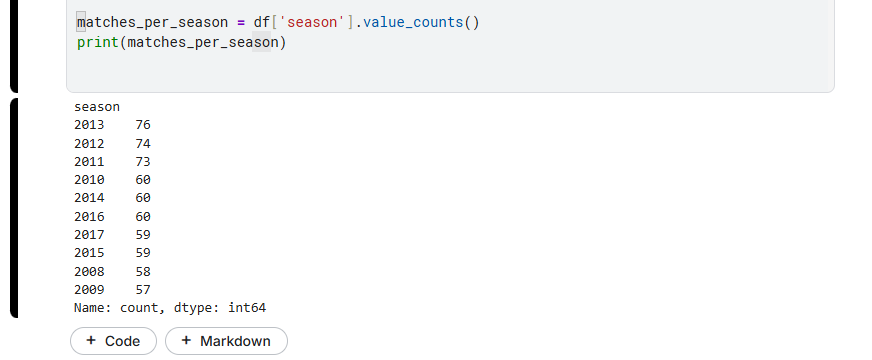 matches_per_season = df['season'].value_counts()
print(matches_per_season)
season
2013    76
2012    74
2011    73
2010    60
2014    60
2016    60
2017    59
2015    59
2008    58
2009    57
Name: count, dtype: int64
+ Code + Markdown